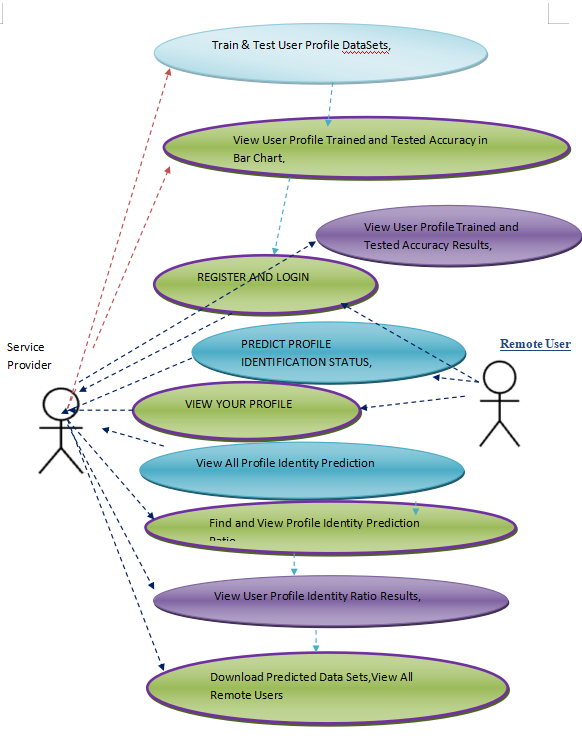 Train & Test User Profile DataSets,
View User Profile Trained and Tested Accuracy in
Bar Chart,
View User Profile Trained and
Tested Accuracy Results,
REGISTER AND LOGIN
PREDICT PROFILE
IDENTIFICATION STATUS,
Remote User
Service
Provider
VIEW YOUR PROFILE
View All Profile Identity Prediction
Find and View Profile Identity Prediction
Ratio
View User Profile Identity Ratio Results,
Download Predicted Data Sets,View All
Remote Users